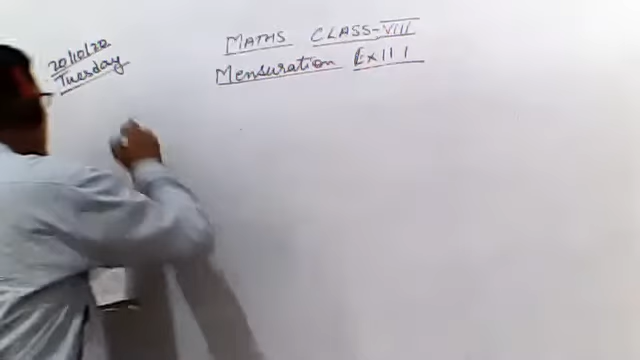 20/10/20
Tuesday
MATHS CLASS-VIII
Mensuration Ex 11 1